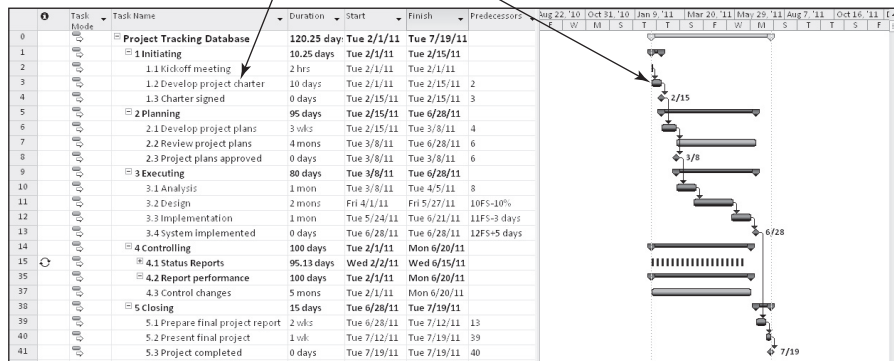 Task Mode Task Name Duration Start Finish Predecessors Aug 22, '10 Oct 31, '10 Jan 9, '11 Mar 20, '11 May 29, '11 Aug 7, '11 Oct 16, '11
F W M S T T S F W M S T T S F W
0 Project Tracking Database 120.25 day: Tue 2/1/11 Tue 7/19/11
1 1 Initiating 10.25 days Tue 2/1/11 Tue 2/15/11
2 1.1 Kickoff meeting 2 hrs Tue 2/1/11 Tue 2/1/11
3 1.2 Develop project charter 10 days Tue 2/1/11 Tue 2/15/11 2
4 1.3 Charter signed 0 days Tue 2/15/11 Tue 2/15/11 3 2/15
5 2 Planning 95 days Tue 2/15/11 Tue 6/28/11
6 2.1 Develop project plans 3 wks Tue 2/15/11 Tue 3/8/11 4
7 2.2 Review project plans 4 mons Tue 3/8/11 Tue 6/28/11 6
8 2.3 Project plans approved 0 days Tue 3/8/11 Tue 3/8/11 6 3/8
9 3 Executing 80 days Tue 3/8/11 Tue 6/28/11
10 3.1 Analysis 1 mon Tue 3/8/11 Tue 4/5/11 8
11 3.2 Design 2 mons Fri 4/1/11 Fri 5/27/11 10FS-10%
12 3.3 Implementation 1 mon Tue 5/24/11 Tue 6/21/11 11FS-3 days
13 3.4 System implemented 0 days Tue 6/28/11 Tue 6/28/11 12FS+5 days 6/28
14 4 Controlling 100 days Tue 2/1/11 Mon 6/20/11
15 4.1 Status Reports 95.13 days Wed 2/2/11 Wed 6/15/11
35 4.2 Report performance 100 days Tue 2/1/11 Mon 6/20/11
37 4.3 Control changes 5 mons Tue 2/1/11 Mon 6/20/11
38 5 Closing 15 days Tue 6/28/11 Tue 7/19/11
39 5.1 Prepare final project report 2 wks Tue 6/28/11 Tue 7/12/11 13
40 5.2 Present final project 1 wk Tue 7/12/11 Tue 7/19/11 39
41 5.3 Project completed 0 days Tue 7/19/11 Tue 7/19/11 40 7/19